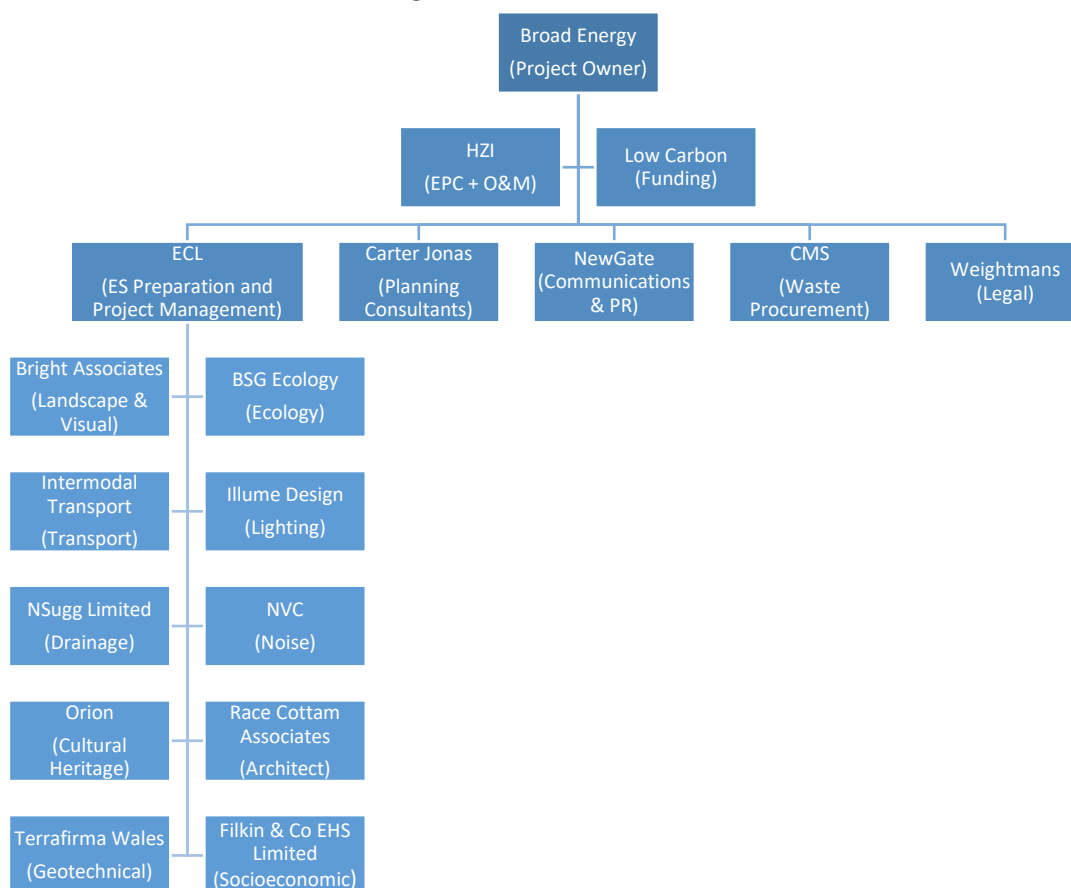 Broad Energy
(Project Owner)
HZI
(EPC + O&M)
Low Carbon
(Funding)
ECL
(ES Preparation and
Project Management)
Carter Jonas
(Planning
Consultants)
NewGate
(Communications
& PR)
CMS
(Waste
Procurement)
Weightmans
(Legal)
Bright Associates
(Landscape &
Visual)
BSG Ecology
(Ecology)
Intermodal
Transport
(Transport)
Illume Design
(Lighting)
NSugg Limited
(Drainage)
NVC
(Noise)
Orion
(Cultural
Heritage)
Race Cottam
Associates
(Architect)
Terrafirma Wales
(Geotechnical)
Filkin & Co EHS
Limited
(Socioeconomic)